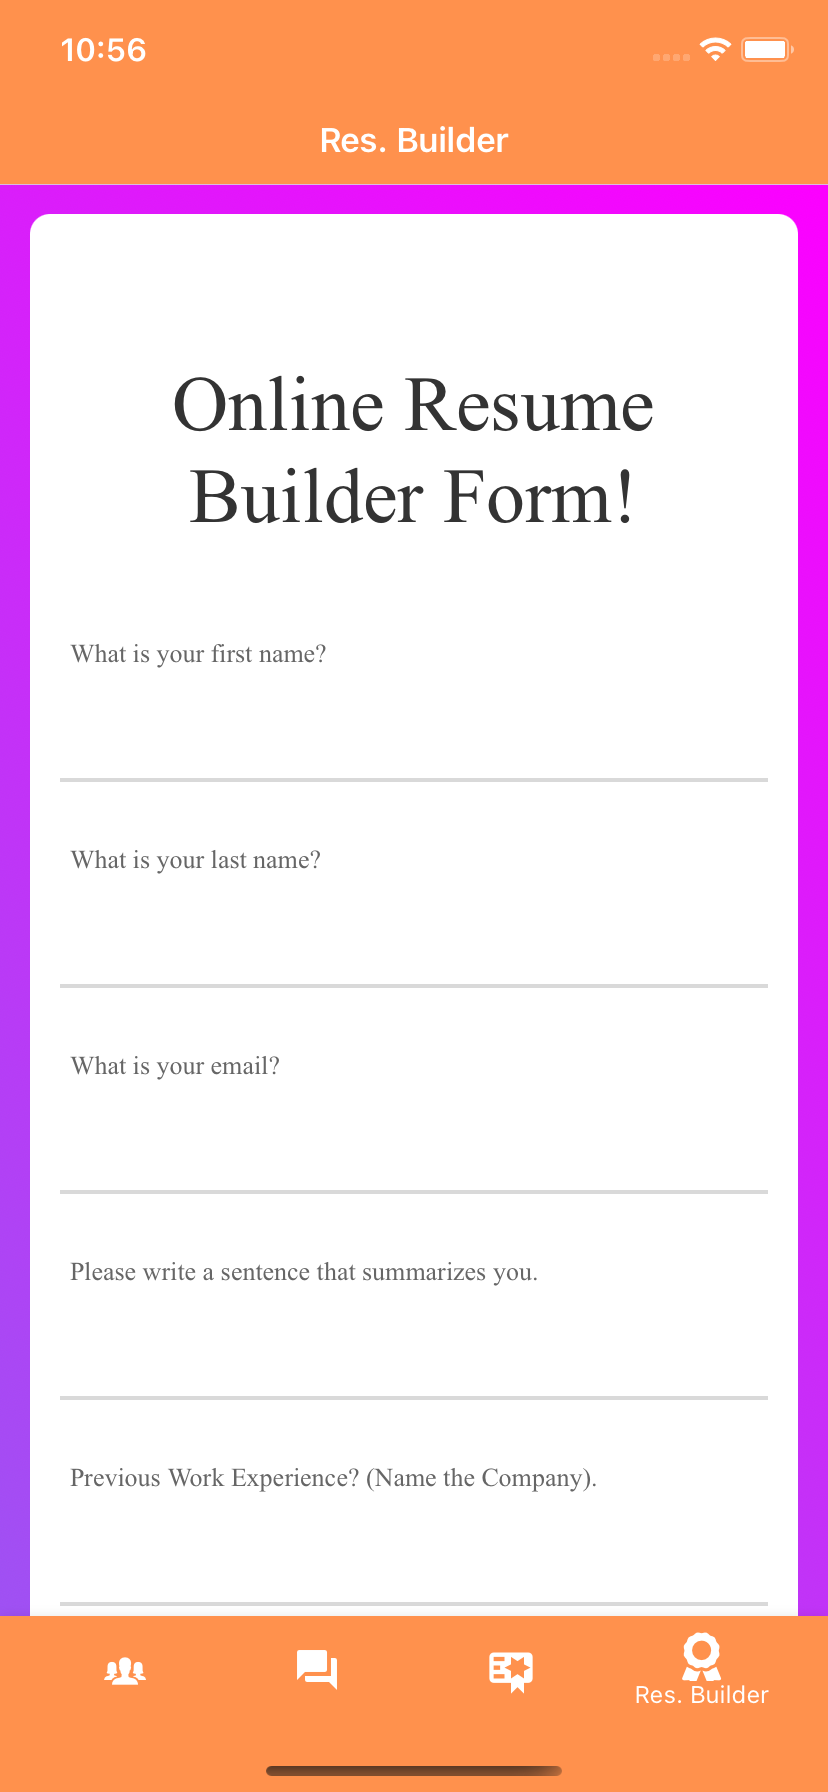 10:56
Res. Builder
Online Resume
Builder Form!
What is your first name?
What is your last name?
What is your email?
Please write a sentence that summarizes you.
Previous Work Experience? (Name the Company).
Res. Builder